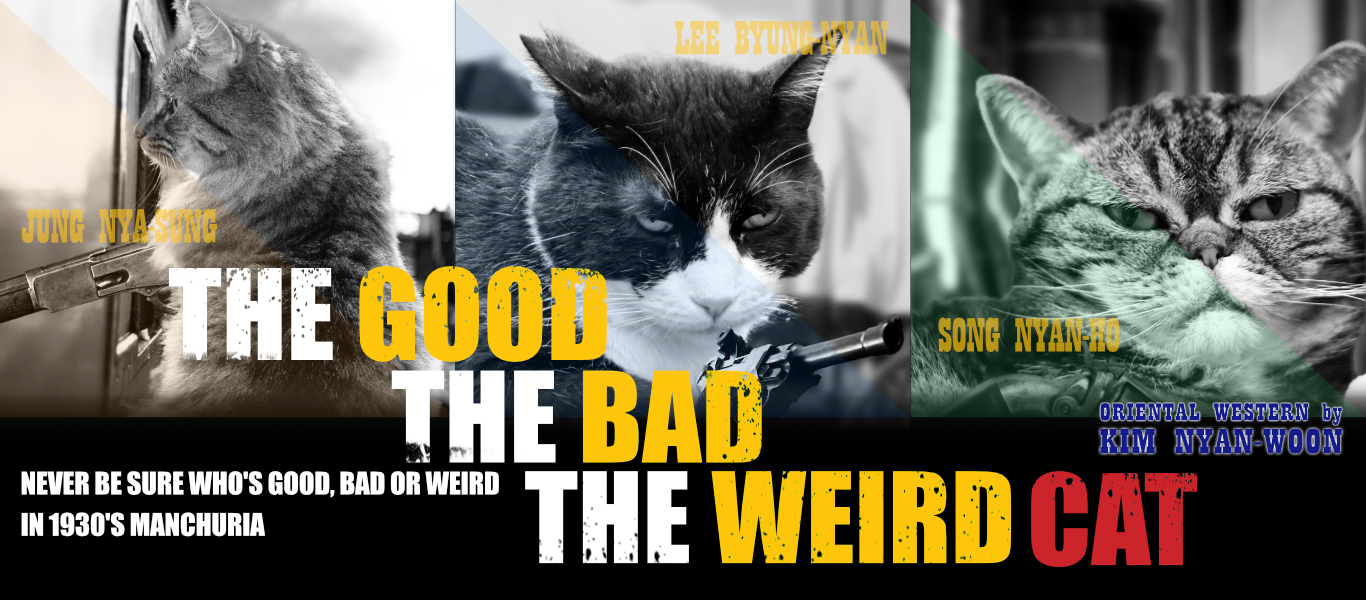 LEE BYUNG-NYAN
JUNG NYA-SUNG
SONG NYAN-HO
THE GOOD
THE BAD
THE WEIRD CAT
ORIENTAL WESTERN by
KIM NYAN-WOON
NEVER BE SURE WHO'S GOOD, BAD OR WEIRD
IN 1930'S MANCHURIA